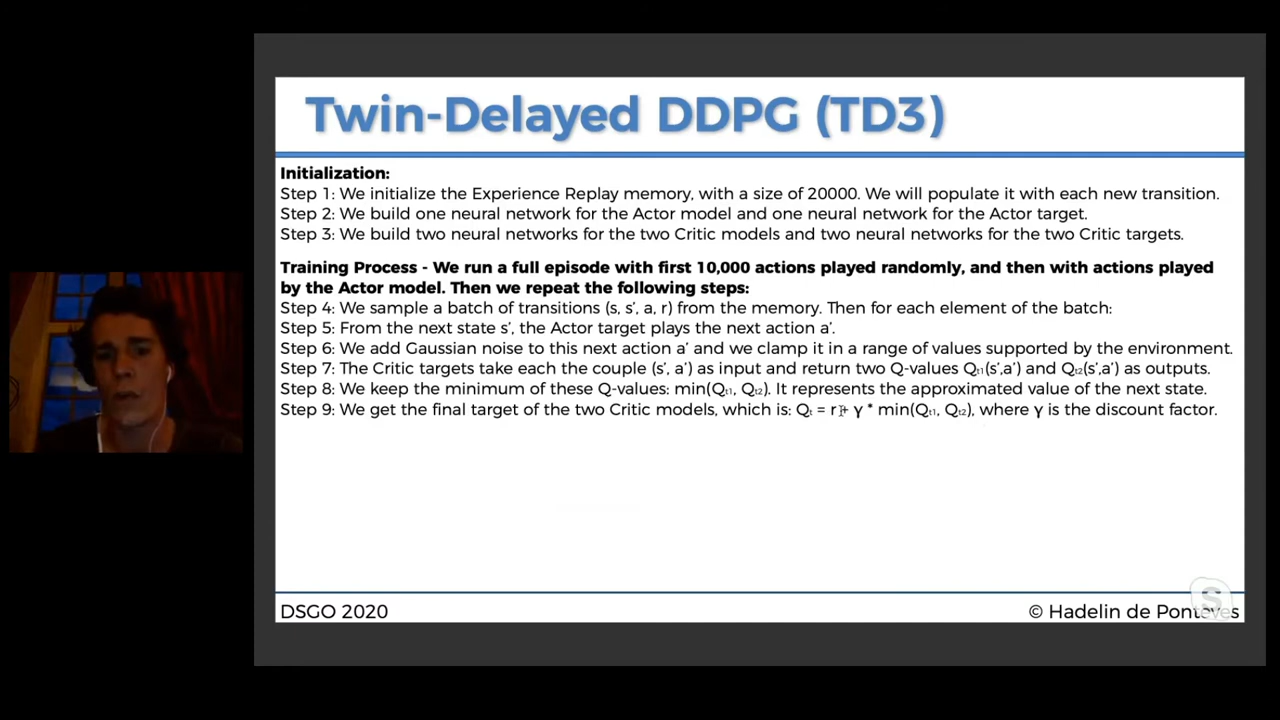 Twin-Delayed DDPG (TD3)
Initialization:
Step 1: We initialize the Experience Replay memory, with a size of 20000. We will populate it with each new transition.
Step 2: We build one neural network for the Actor model and one neural network for the Actor target.
Step 3: We build two neural networks for the two Critic models and two neural networks for the two Critic targets.
Training Process - We run a full episode with first 10,000 actions played randomly, and then with actions played
by the Actor model. Then we repeat the following steps:
Step 4: We sample a batch of transitions (s, s’, a, r) from the memory. Then for each element of the batch:
Step 5: From the next state s’, the Actor target plays the next action a’.
Step 6: We add Gaussian noise to this next action a’ and we clamp it in a range of values supported by the environment.
Step 7: The Critic targets take each the couple (s’, a’) as input and return two Q-values Qt1(s’,a’) and Qt2(s’,a’) as outputs.
Step 8: We keep the minimum of these Q-values: min(Qt1, Qt2). It represents the approximated value of the next state.
Step 9: We get the final target of the two Critic models, which is: Qt = r + γ * min(Qt1, Qt2), where γ is the discount factor.
DSGO 2020
© Hadelin de Ponteves